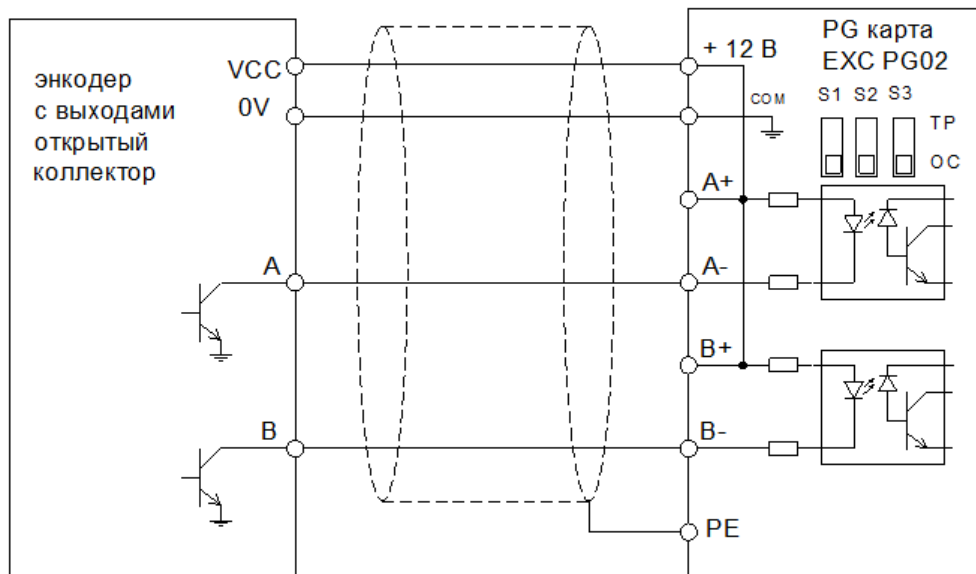 энкодер
с выходами
открытый
коллектор
VCC
0V
A
B
+ 12 В
COM
A+
A-
B+
B-
PE
PG карта
EXC PG02
S1 S2 S3
TP
OC